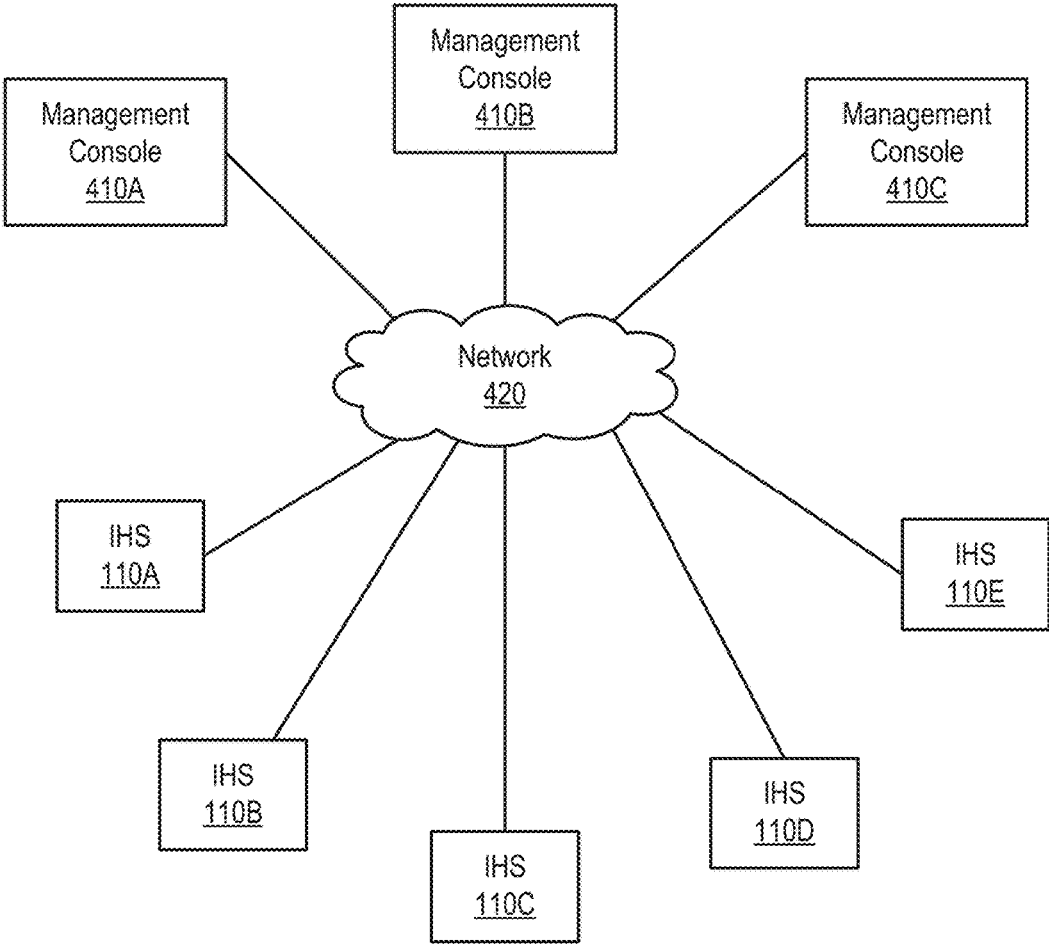 Management
Console
410A
Management
Console
410B
Management
Console
410C
Network
420
IHS
110A
IHS
110B
IHS
110C
IHS
110D
IHS
110E